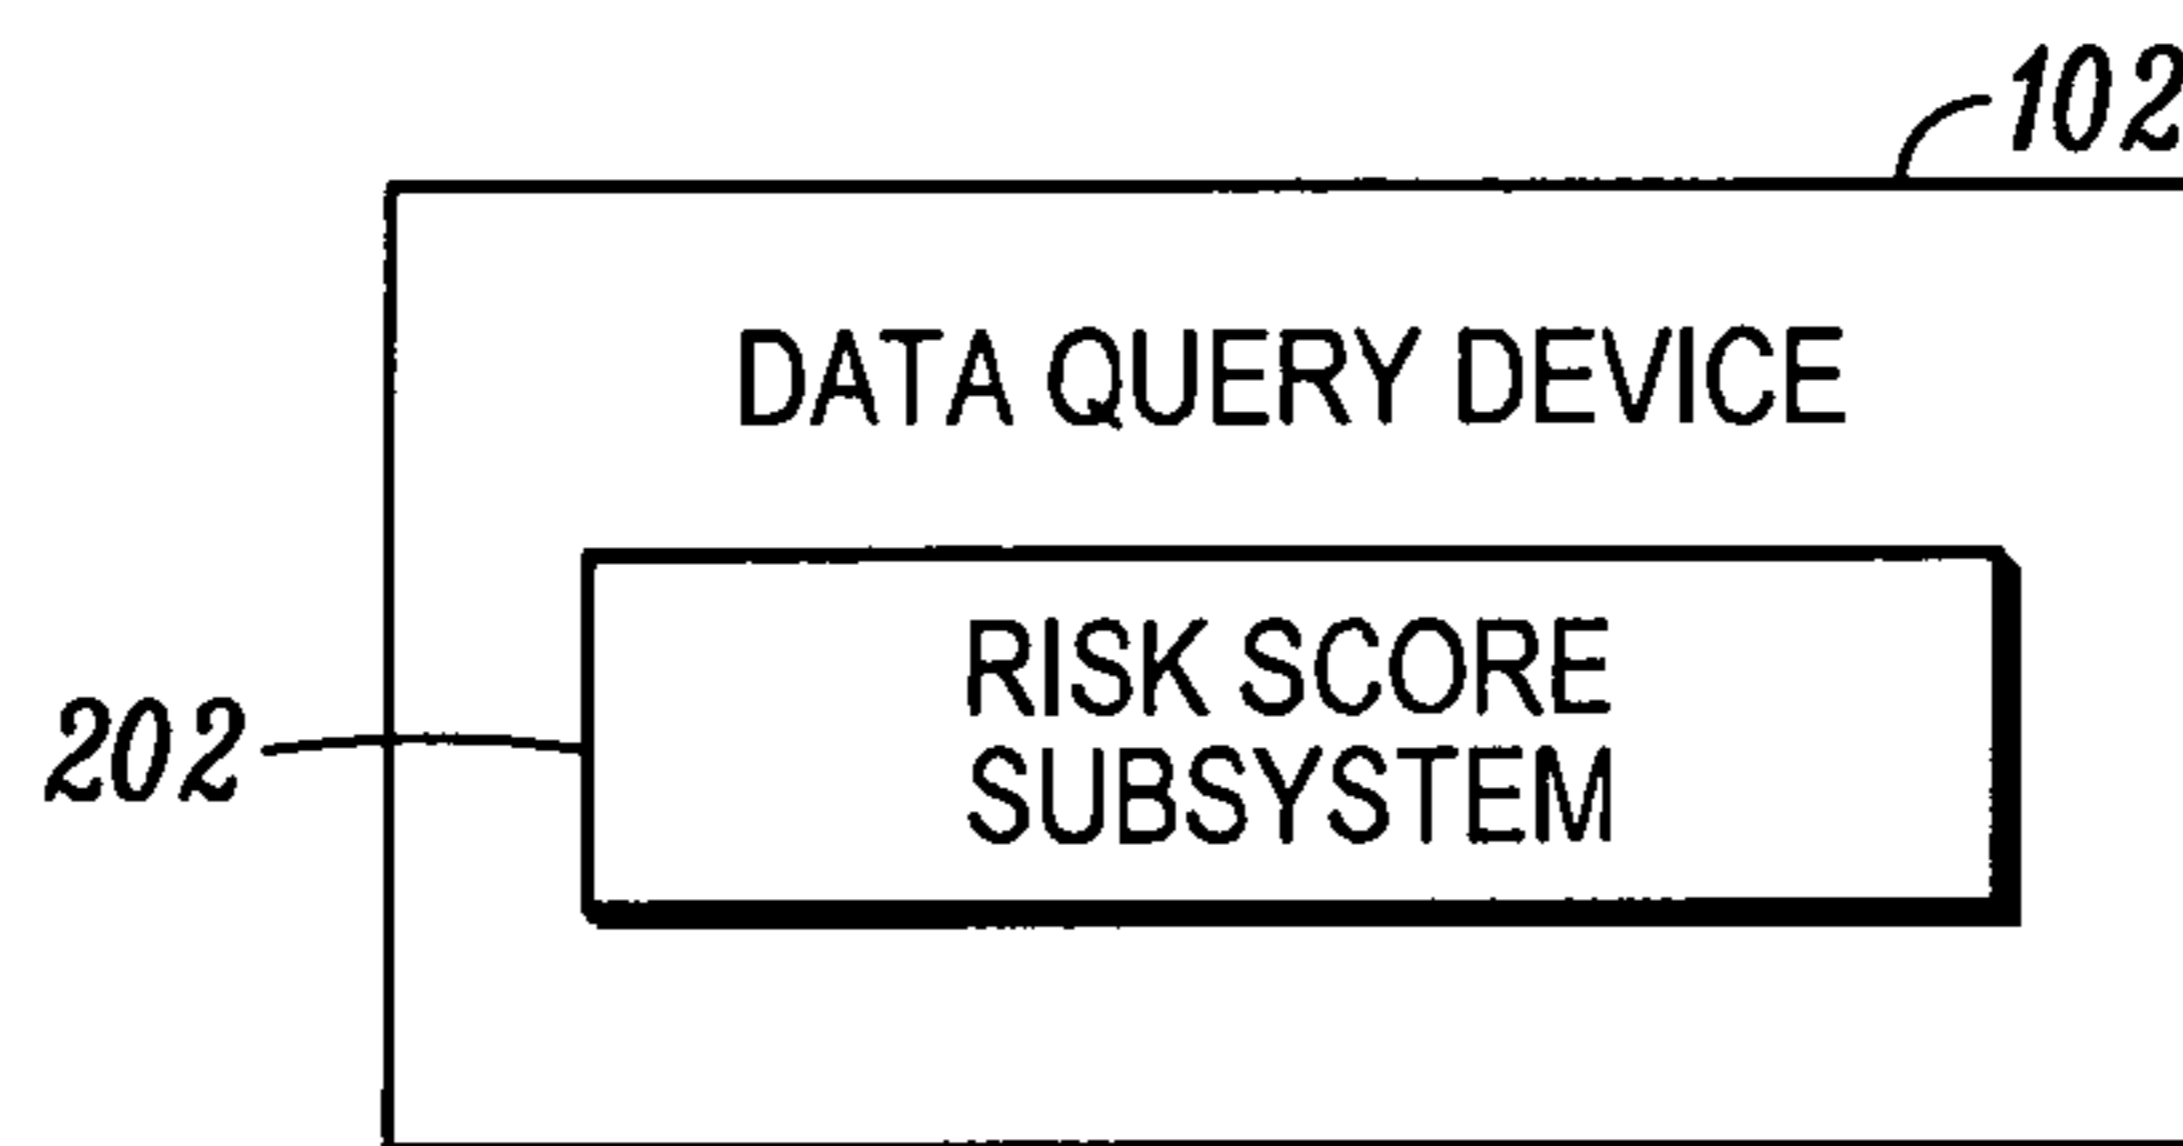 102
DATA QUERY DEVICE
RISK SCORE
SUBSYSTEM
202